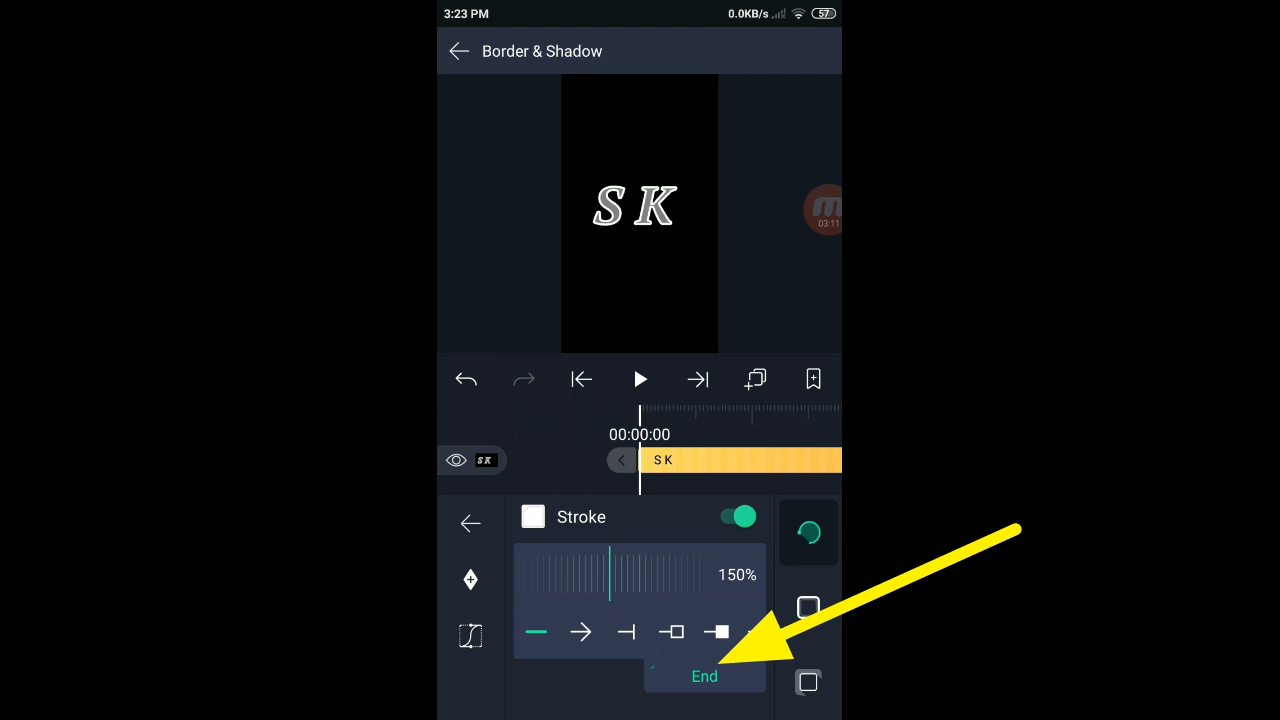 3:23 PM
0.0KB/s
57
Border & Shadow
S K
03:11
00:00:00
S K
S K
Stroke
150%
End